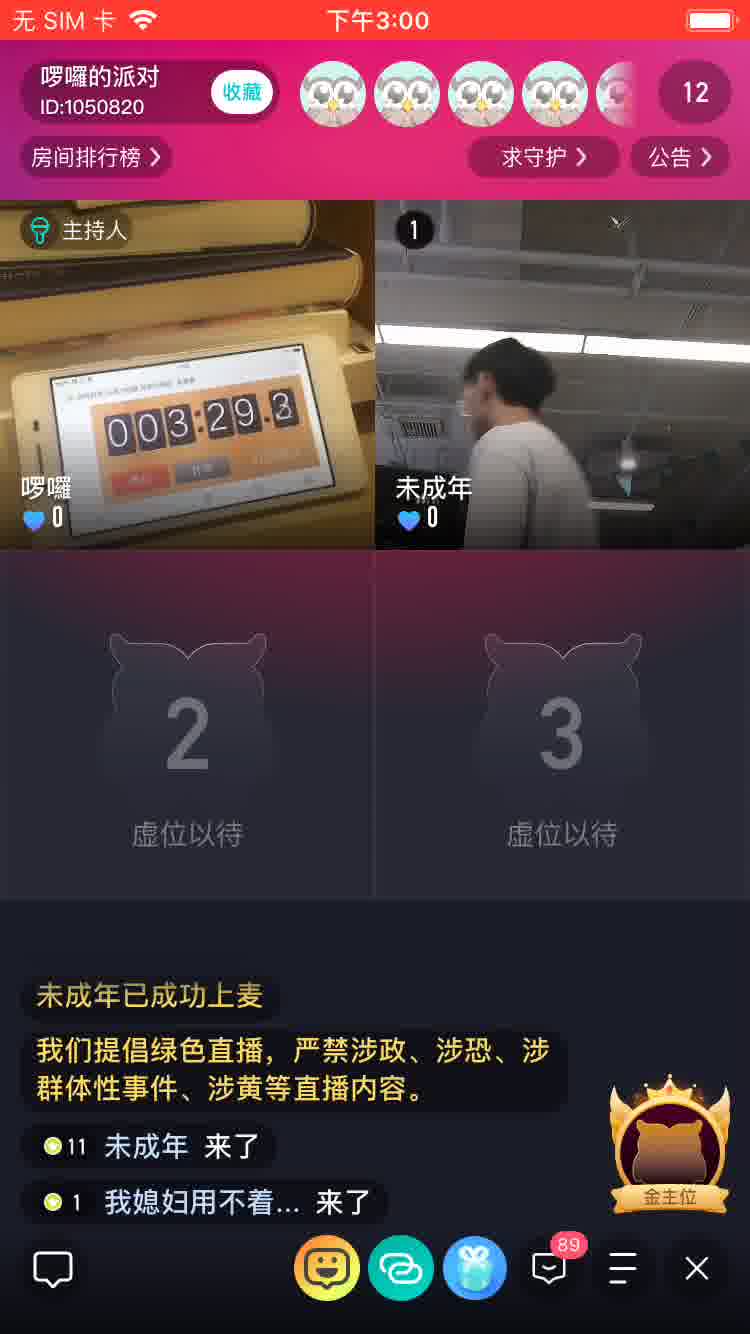 无 SIM 卡
下午3:00
啰囉的派对
ID:1050820
收藏
12
房间排行榜
求守护
公告
主持人
1
003:29.3
啰囉
0
未成年
0
2
虚位以待
3
虚位以待
未成年已成功上麦
我们提倡绿色直播，严禁涉政、涉恐、涉
群体性事件、涉黄等直播内容。
11 未成年 来了
1 我媳妇用不着... 来了
金主位
89